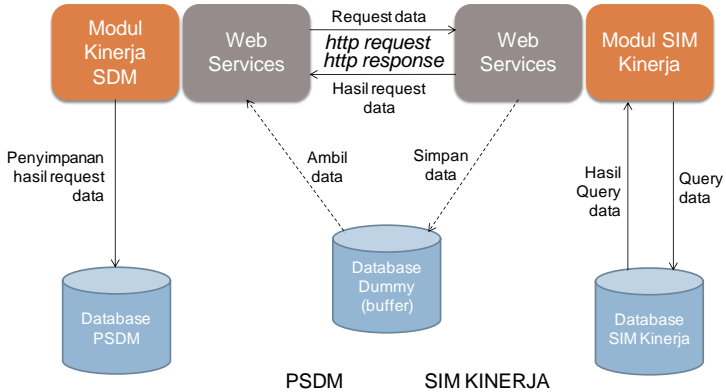 Modul
Kinerja
SDM
Web
Services
Request data
http request
http response
Hasil request
data
Web
Services
Modul SIM
Kinerja
Penyimpanan
hasil request
data
Ambil
data
Simpan
data
Hasil
Query
data
Query
data
Database
PSDM
Database
Dummy
(buffer)
Database
SIM Kinerja
PSDM
SIM KINERJA